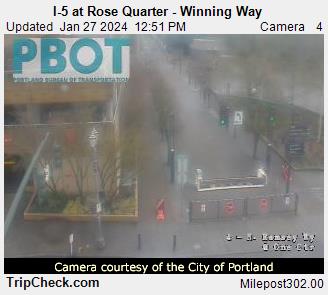 I-5 at Rose Quarter - Winning Way
Updated Jan 27 2024 12:51 PM Camera 4
PBOT
PORTLAND BUREAU OF TRANSPORTATION
Camera courtesy of the City of Portland
TripCheck.com Milepost302.00